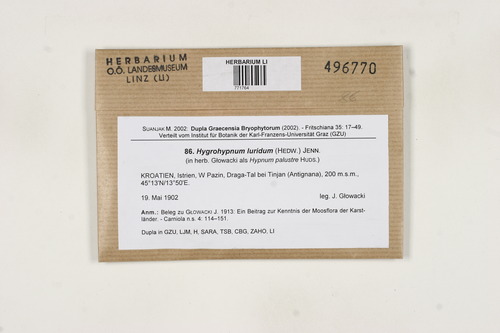 HERBARIUM
O.Ö. LANDESMUSEUM
LINZ (LI)
HERBARIUM LI
771764
496770
SUANJAK M. 2002: Dupla Graecensia Bryophytorum (2002). - Fritschiana 35: 17–49.
Verteilt vom Institut für Botanik der Karl-Franzens-Universität Graz (GZU)
86. Hygrohypnum luridum (HEDW.) JENN.
(in herb. Głowacki als Hypnum palustre HUDS.)
KROATIEN, Istrien, W Pazin, Draga-Tal bei Tinjan (Antignana), 200 m.s.m.,
45°13'N/13°50'E.
19. Mai 1902 leg. J. Głowacki
Anm.: Beleg zu GŁOWACKI J. 1913: Ein Beitrag zur Kenntnis der Moosflora der Karst-
länder. - Carniola n.s. 4: 114–151.
Dupla in GZU, LJM, H, SARA, TSB, CBG, ZAHO, LI